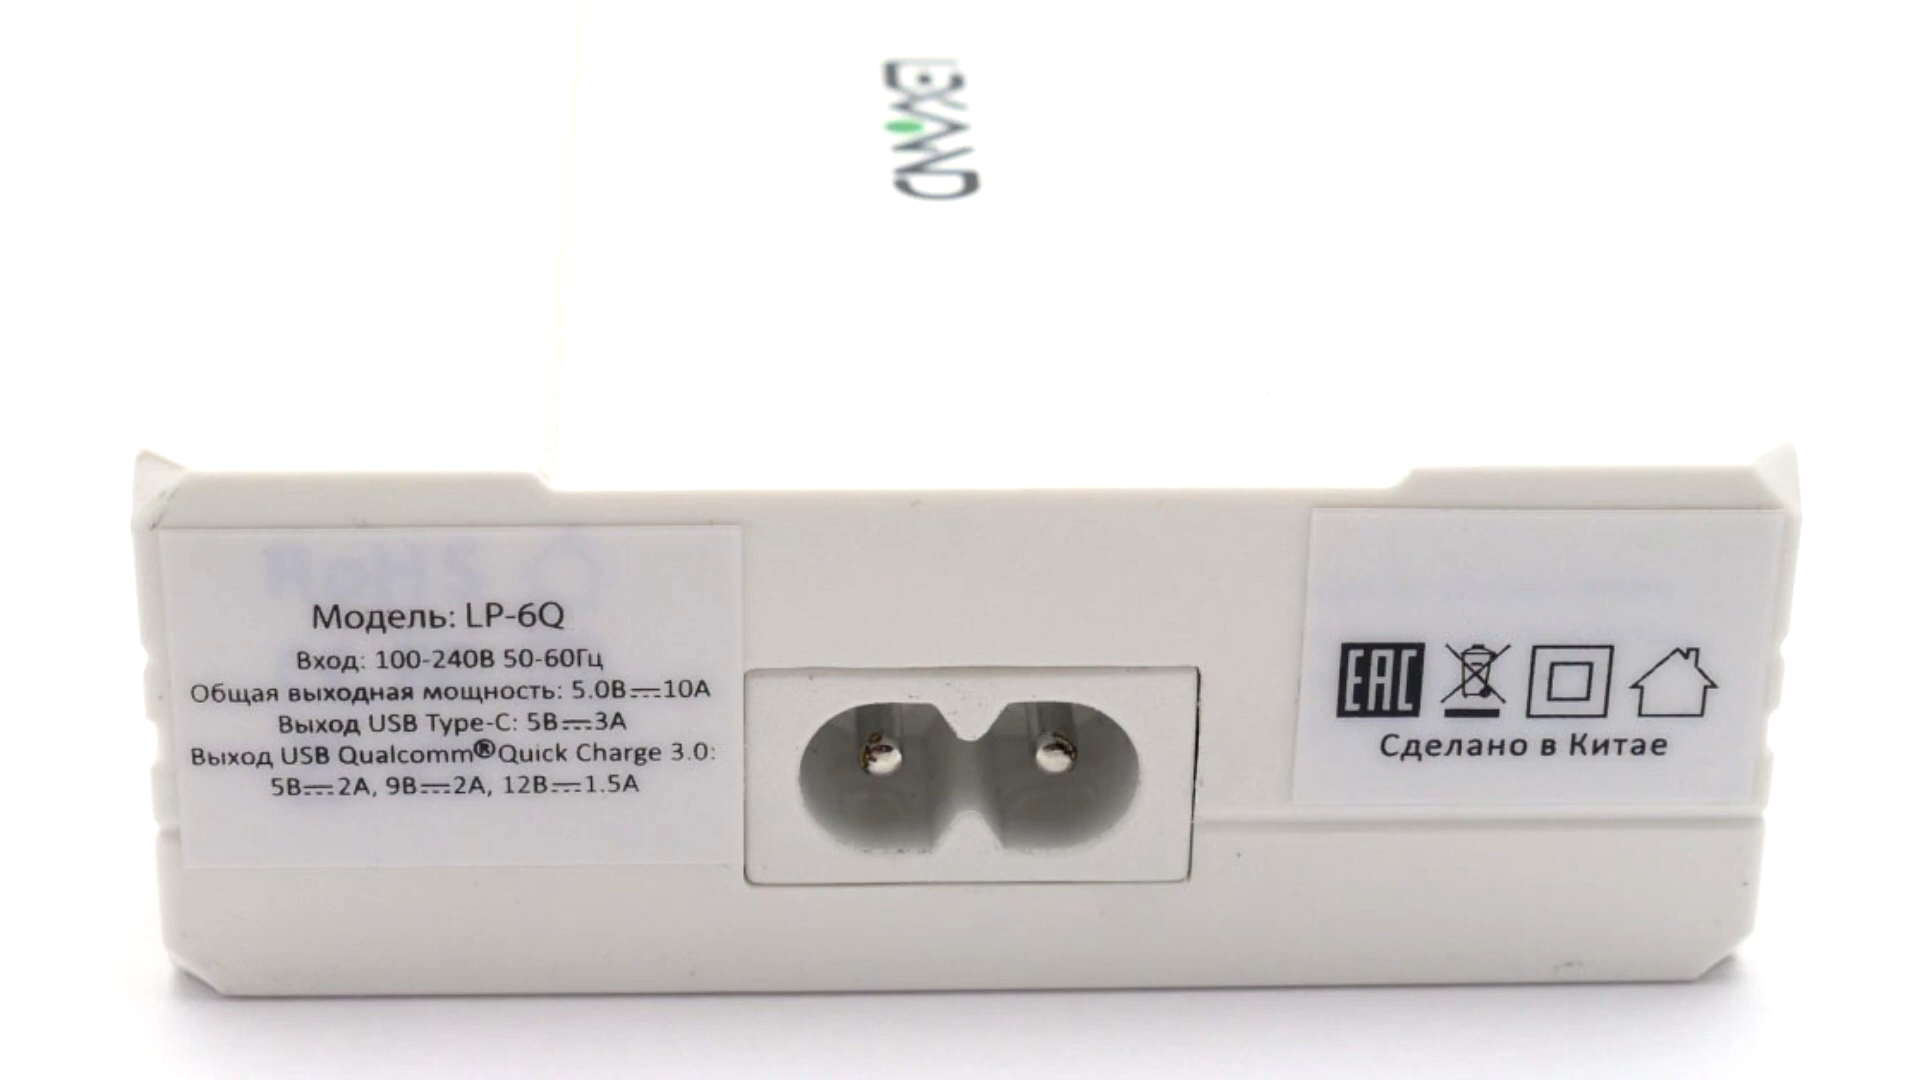 LEXAND
Модель: LP-6Q
Вход: 100-240В 50-60Гц
Общая выходная мощность: 5.0В⎓10А
Выход USB Type-C: 5В⎓3А
Выход USB Qualcomm®Quick Charge 3.0:
5В⎓2А, 9В⎓2А, 12В⎓1.5А
EAC
Сделано в Китае